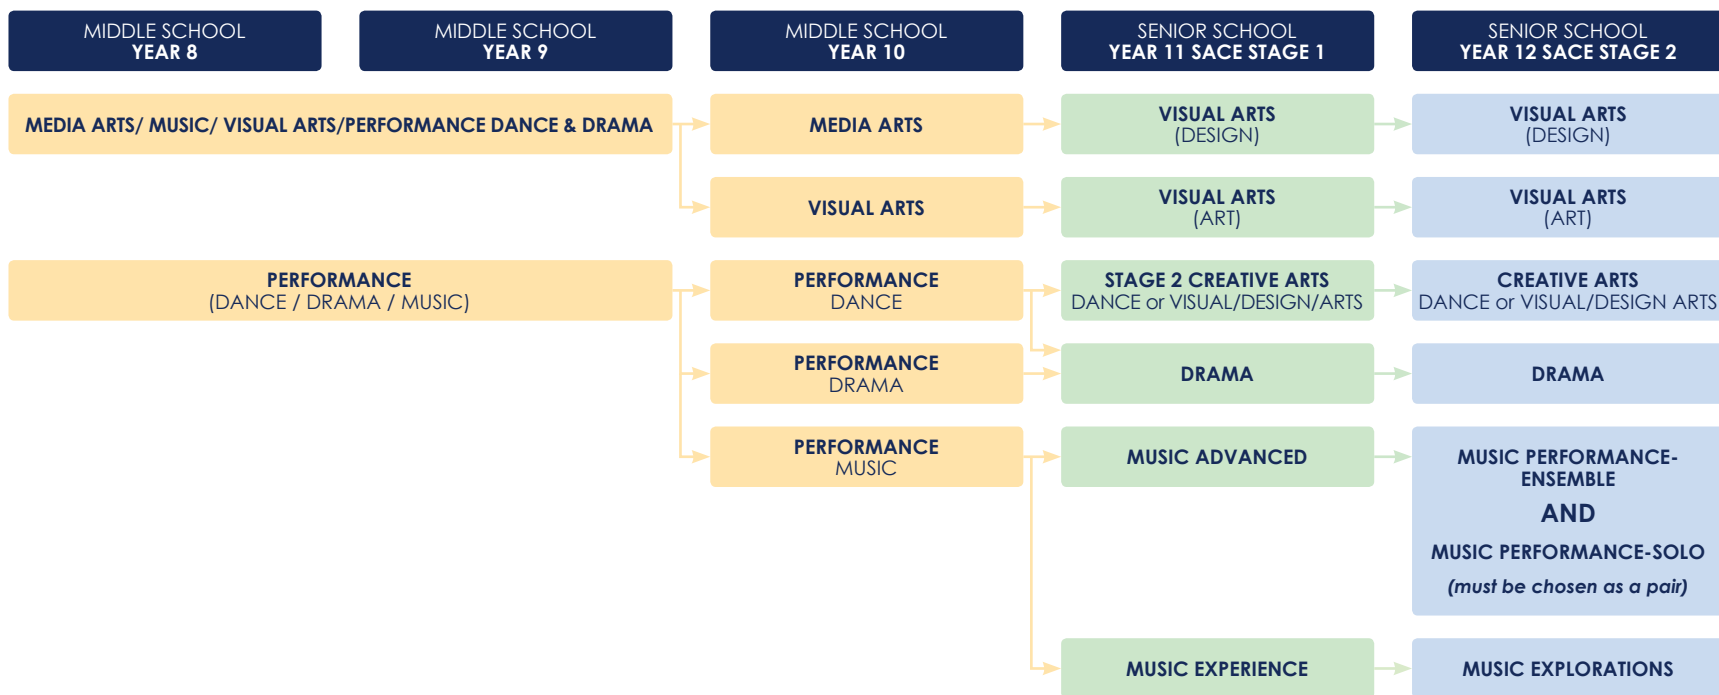 MIDDLE SCHOOL
YEAR 8
MIDDLE SCHOOL
YEAR 9
MIDDLE SCHOOL
YEAR 10
SENIOR SCHOOL
YEAR 11 SACE STAGE 1
SENIOR SCHOOL
YEAR 12 SACE STAGE 2
MEDIA ARTS/ MUSIC/ VISUAL ARTS/PERFORMANCE DANCE & DRAMA
MEDIA ARTS
VISUAL ARTS
(DESIGN)
VISUAL ARTS
(DESIGN)
VISUAL ARTS
VISUAL ARTS
(ART)
VISUAL ARTS
(ART)
PERFORMANCE
(DANCE / DRAMA / MUSIC)
PERFORMANCE
DANCE
STAGE 2 CREATIVE ARTS
DANCE or VISUAL/DESIGN/ARTS
CREATIVE ARTS
DANCE or VISUAL/DESIGN ARTS
PERFORMANCE
DRAMA
DRAMA
DRAMA
PERFORMANCE
MUSIC
MUSIC ADVANCED
MUSIC PERFORMANCE-
ENSEMBLE
AND
MUSIC PERFORMANCE-SOLO
(must be chosen as a pair)
MUSIC EXPERIENCE
MUSIC EXPLORATIONS